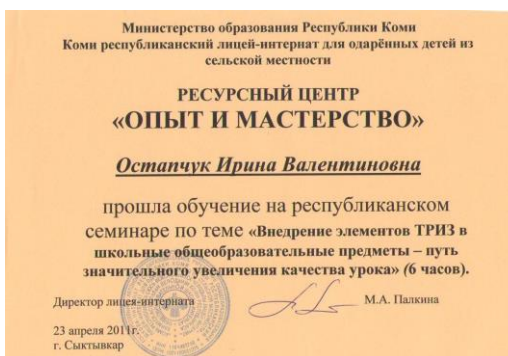 Министерство образования Республики Коми
Коми республиканский лицей-интернат для одарённых детей из
сельской местности
РЕСУРСНЫЙ ЦЕНТР
«ОПЫТ И МАСТЕРСТВО»
Остапчук Ирина Валентиновна
прошла обучение на республиканском
семинаре по теме «Внедрение элементов ТРИЗ в
школьные общеобразовательные предметы – путь
значительного увеличения качества урока» (6 часов).
Директор лицея-интерната М.А. Палкина
23 апреля 2011г.
г. Сыктывкар